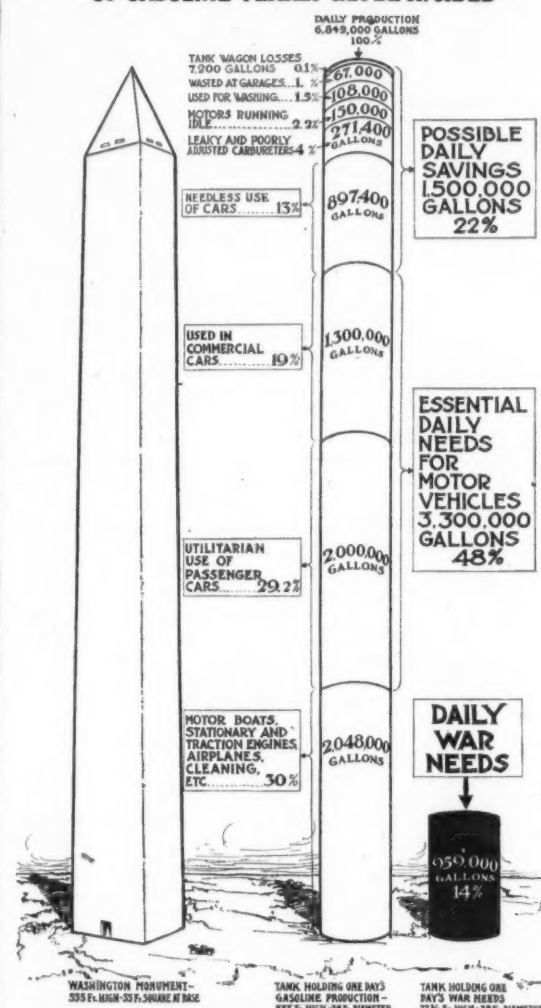 DAILY PRODUCTION
6,849,000 GALLONS
100%
TANK WAGON LOSSES
7,200 GALLONS 0.1%
WASTED AT GARAGES... 1. %
67,000
USED FOR WASHING.... 1.5%
108,000
MOTORS RUNNING
IDLE........ 2.2%
150,000
LEAKY AND POORLY
ADJUSTED CARBURETERS 4 %
271,400
GALLONS
POSSIBLE
DAILY
SAVINGS
1,500,000
GALLONS
22%
NEEDLESS USE
OF CARS........ 13%
897,400
GALLONS
USED IN
COMMERCIAL
CARS......... 19%
1,300,000
GALLONS
ESSENTIAL
DAILY
NEEDS
FOR
MOTOR
VEHICLES
3,300,000
GALLONS
48%
UTILITARIAN
USE OF
PASSENGER
CARS...... 29.2%
2,000,000
GALLONS
MOTOR BOATS,
STATIONARY AND
TRACTION ENGINES,
AIRPLANES,
CLEANING,
ETC........ 30%
2,048,000
GALLONS
DAILY
WAR
NEEDS
959,000
GALLONS
14%
WASHINGTON MONUMENT-
555 FT. HIGH-55 FT. SQUARE AT BASE
TANK HOLDING ONE DAYS
GASOLINE PRODUCTION-
TANK HOLDING ONE
DAY'S WAR NEEDS